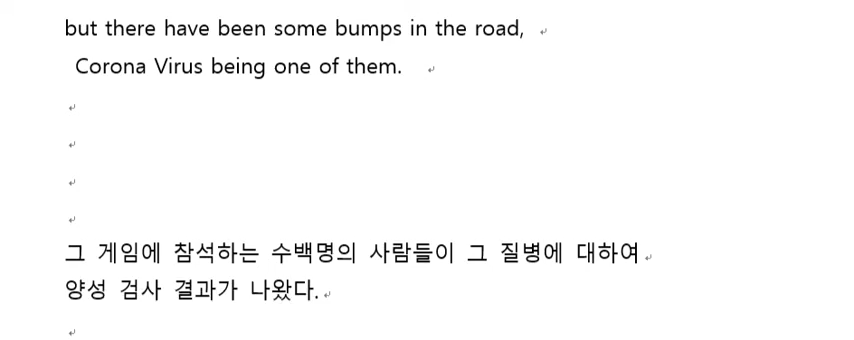 but there have been some bumps in the road,
Corona Virus being one of them.
그 게임에 참석하는 수백명의 사람들이 그 질병에 대하여
양성 검사 결과가 나왔다.